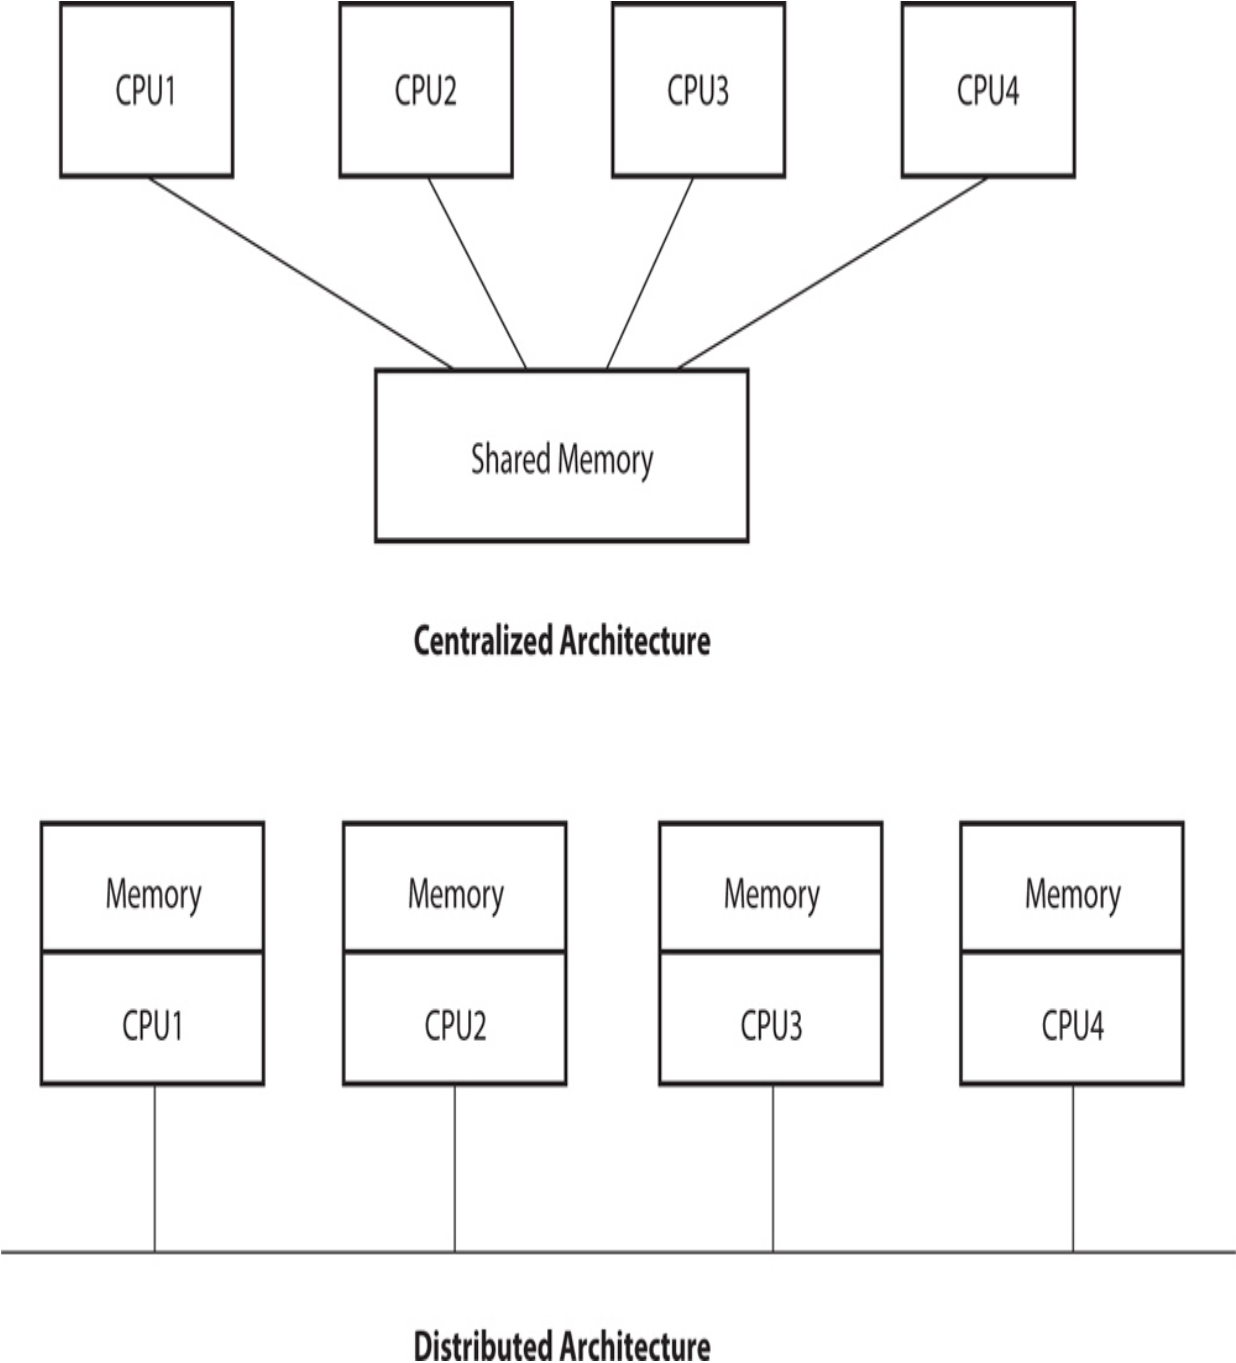 CPU1 CPU2 CPU3 CPU4
Shared Memory
Centralized Architecture
Memory Memory Memory Memory
CPU1 CPU2 CPU3 CPU4
Distributed Architecture